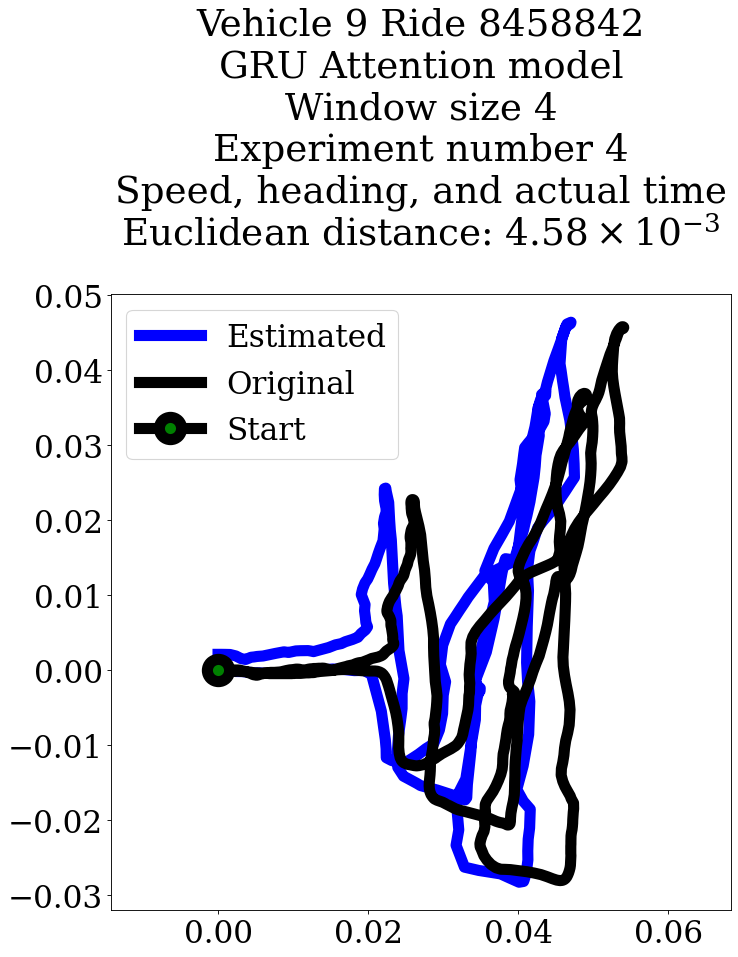 Vehicle 9 Ride 8458842
GRU Attention model
Window size 4
Experiment number 4
Speed, heading, and actual time
Euclidean distance: 4.58 × 10⁻³
0.05
Estimated
0.04
Original
Start
0.03
0.02
0.01
0.00
−0.01
−0.02
−0.03
0.00 0.02 0.04 0.06